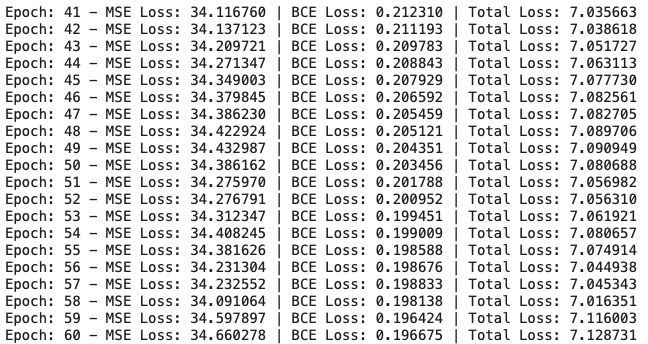 Epoch: 41 – MSE Loss: 34.116760 | BCE Loss: 0.212310 | Total Loss: 7.035663
Epoch: 42 – MSE Loss: 34.137123 | BCE Loss: 0.211193 | Total Loss: 7.038618
Epoch: 43 – MSE Loss: 34.209721 | BCE Loss: 0.209783 | Total Loss: 7.051727
Epoch: 44 – MSE Loss: 34.271347 | BCE Loss: 0.208843 | Total Loss: 7.063113
Epoch: 45 – MSE Loss: 34.349003 | BCE Loss: 0.207929 | Total Loss: 7.077730
Epoch: 46 – MSE Loss: 34.379845 | BCE Loss: 0.206592 | Total Loss: 7.082561
Epoch: 47 – MSE Loss: 34.386230 | BCE Loss: 0.205459 | Total Loss: 7.082705
Epoch: 48 – MSE Loss: 34.422924 | BCE Loss: 0.205121 | Total Loss: 7.089706
Epoch: 49 – MSE Loss: 34.432987 | BCE Loss: 0.204351 | Total Loss: 7.090949
Epoch: 50 – MSE Loss: 34.386162 | BCE Loss: 0.203456 | Total Loss: 7.080688
Epoch: 51 – MSE Loss: 34.275970 | BCE Loss: 0.201788 | Total Loss: 7.056982
Epoch: 52 – MSE Loss: 34.276791 | BCE Loss: 0.200952 | Total Loss: 7.056310
Epoch: 53 – MSE Loss: 34.312347 | BCE Loss: 0.199451 | Total Loss: 7.061921
Epoch: 54 – MSE Loss: 34.408245 | BCE Loss: 0.199009 | Total Loss: 7.080657
Epoch: 55 – MSE Loss: 34.381626 | BCE Loss: 0.198588 | Total Loss: 7.074914
Epoch: 56 – MSE Loss: 34.231304 | BCE Loss: 0.198676 | Total Loss: 7.044938
Epoch: 57 – MSE Loss: 34.232552 | BCE Loss: 0.198833 | Total Loss: 7.045343
Epoch: 58 – MSE Loss: 34.091064 | BCE Loss: 0.198138 | Total Loss: 7.016351
Epoch: 59 – MSE Loss: 34.597897 | BCE Loss: 0.196424 | Total Loss: 7.116003
Epoch: 60 – MSE Loss: 34.660278 | BCE Loss: 0.196675 | Total Loss: 7.128731